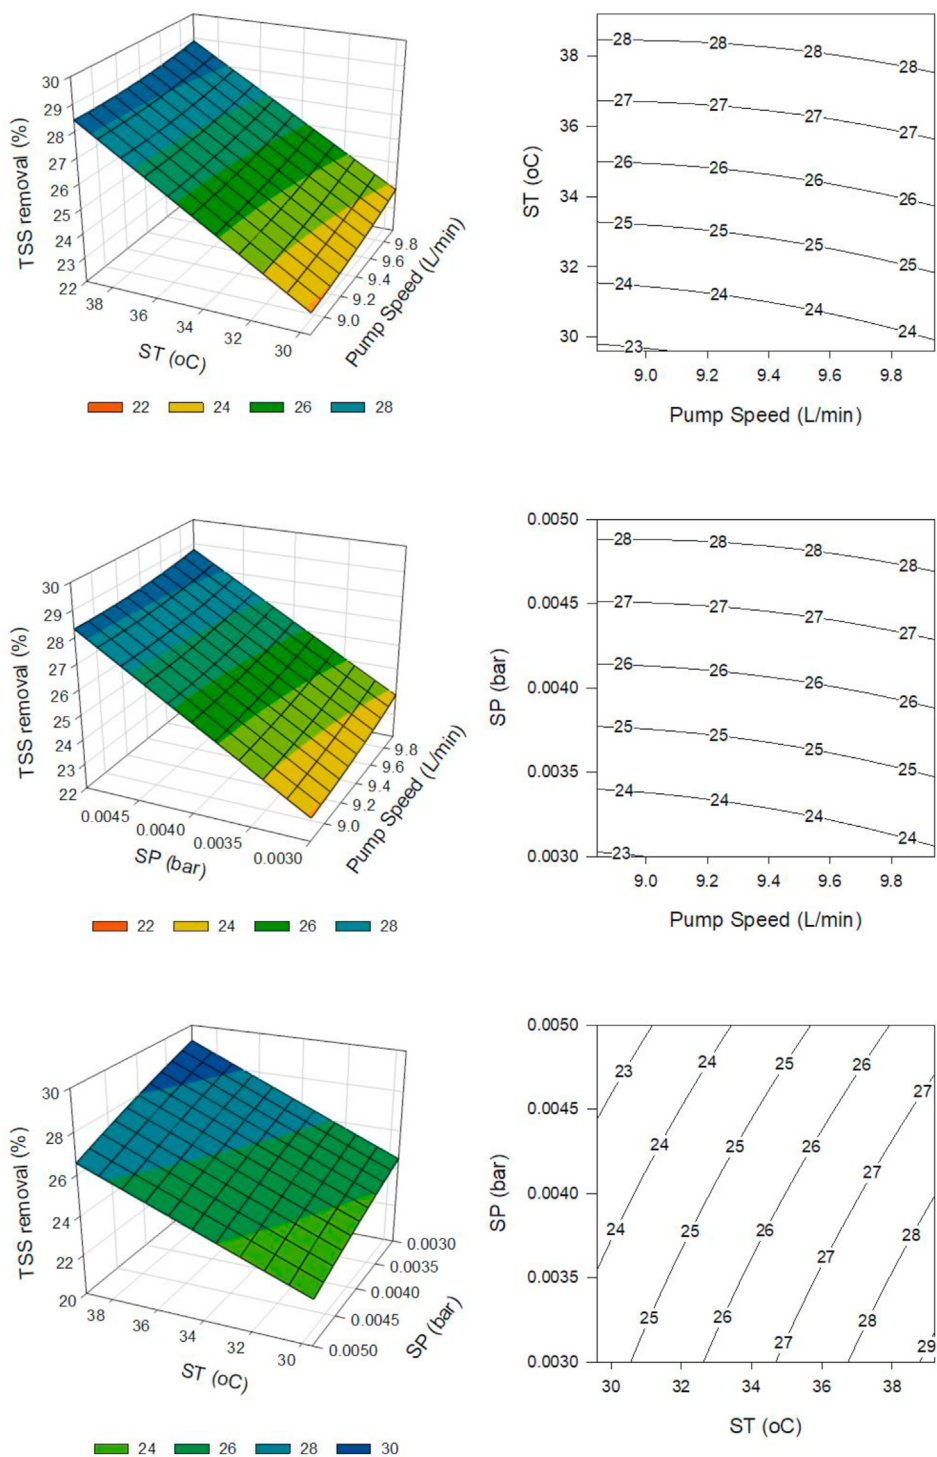 30
29
28
27
26
25
24
23
22
TSS removal (%)
38
36
34
32
30
ST (oC)
9.8
9.6
9.4
9.2
9.0
Pump Speed (L/min)
22 24 26 28
38
36
34
32
30
ST (oC)
28 28 28 28
27 27 27 27
26 26 26 26
25 25 25 25
24 24 24 24
23
9.0 9.2 9.4 9.6 9.8
Pump Speed (L/min)
30
29
28
27
26
25
24
23
22
TSS removal (%)
0.0045
0.0040
0.0035
0.0030
SP (bar)
9.8
9.6
9.4
9.2
9.0
Pump Speed (L/min)
22 24 26 28
0.0050
0.0045
0.0040
0.0035
0.0030
SP (bar)
28 28 28 28
27 27 27 27
26 26 26 26
25 25 25 25
24 24 24 24
23
9.0 9.2 9.4 9.6 9.8
Pump Speed (L/min)
30
28
26
24
22
20
TSS removal (%)
38
36
34
32
30
ST (oC)
0.0030
0.0035
0.0040
0.0045
0.0050
SP (bar)
24 26 28 30
0.0050
0.0045
0.0040
0.0035
0.0030
SP (bar)
23 24 25 26 27
24 25 26 27
24 25 26 27 28
25 26 27 28 29
30 32 34 36 38
ST (oC)